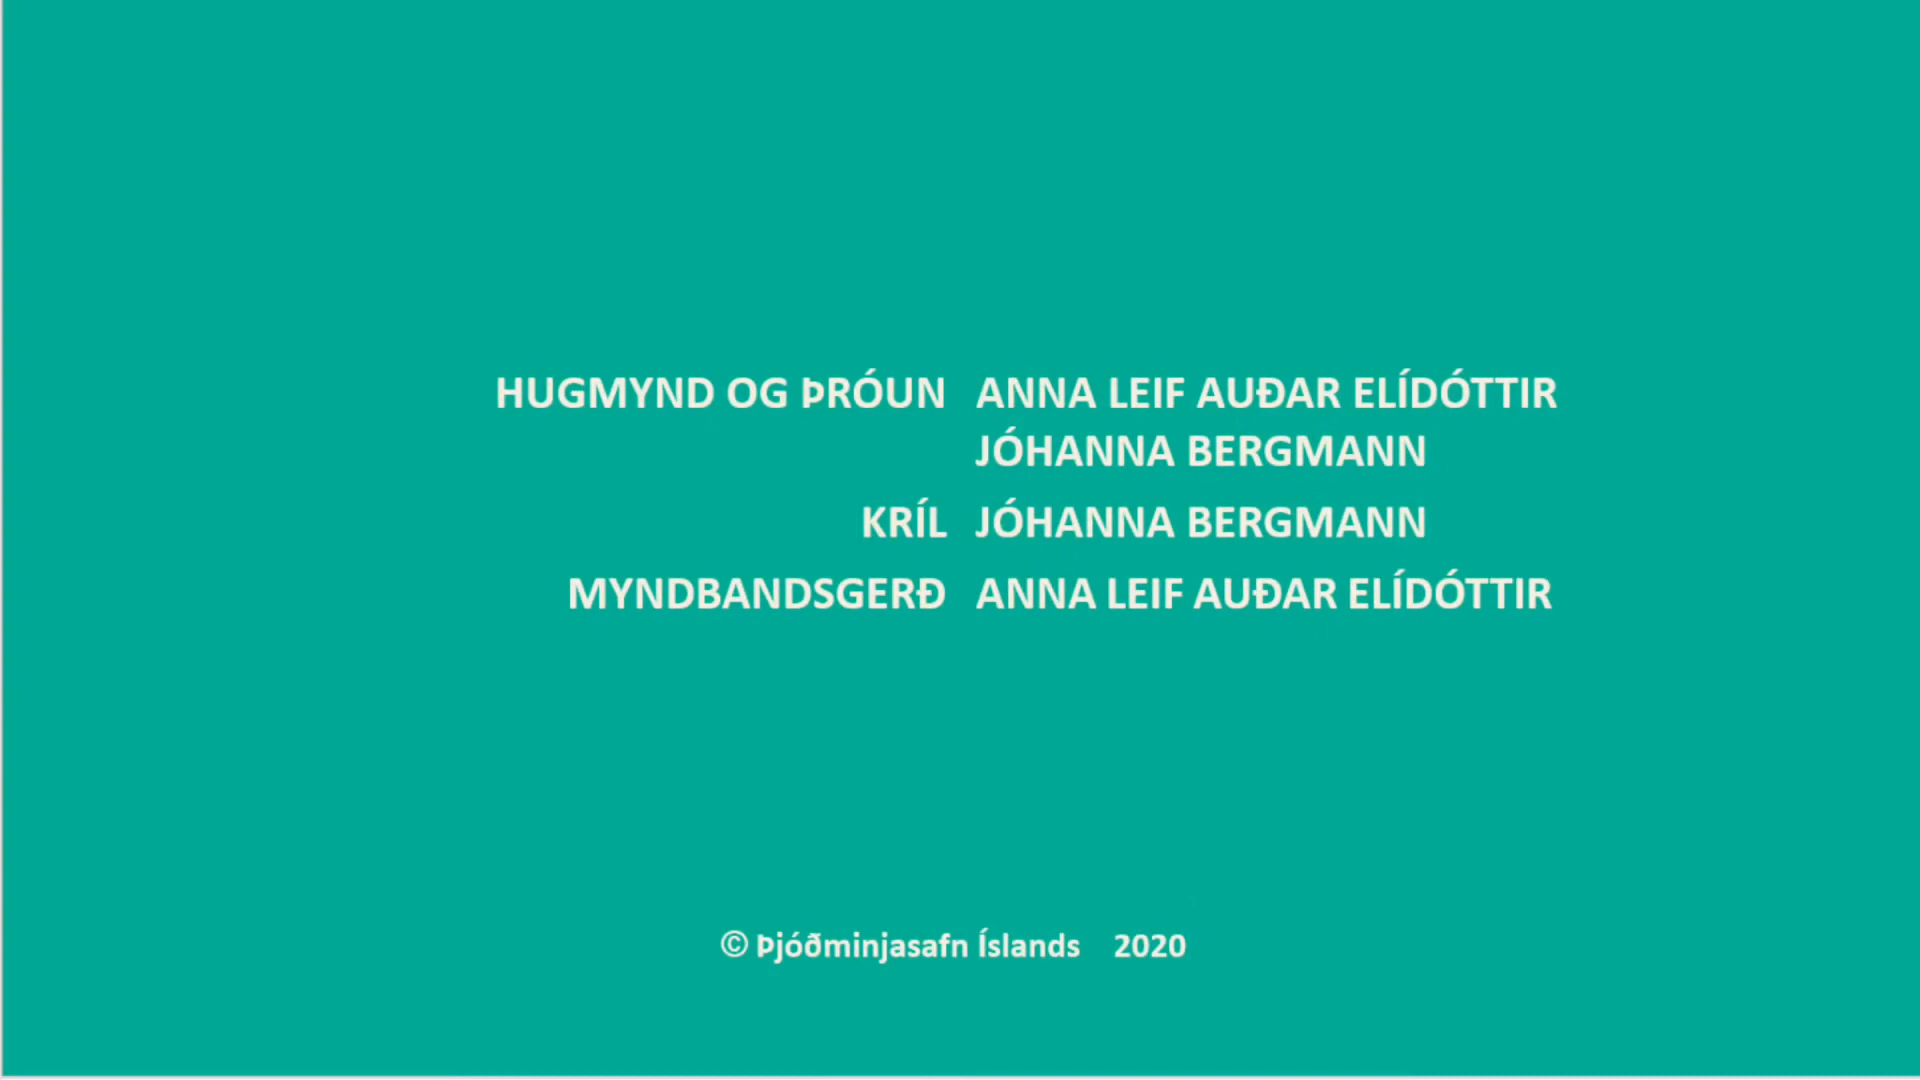 HUGMYND OG ÞRÓUN ANNA LEIF AUÐAR ELÍDÓTTIR
JÓHANNA BERGMANN
KRÍL JÓHANNA BERGMANN
MYNDBANDSGERÐ ANNA LEIF AUÐAR ELÍDÓTTIR
© Þjóðminjasafn Íslands 2020